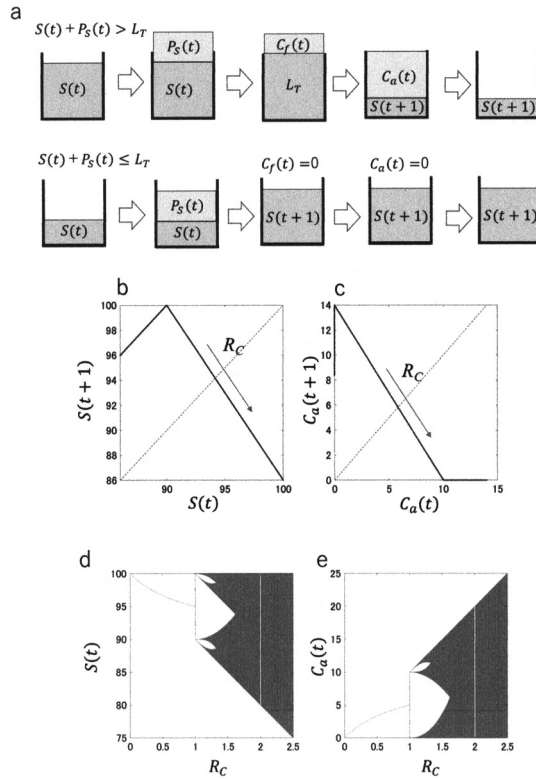 a
S(t) + P_S(t) > L_T
S(t)
P_S(t)
S(t)
C_f(t)
L_T
C_a(t)
S(t+1)
S(t+1)
S(t) + P_S(t) ≤ L_T
C_f(t) = 0
C_a(t) = 0
S(t)
P_S(t)
S(t)
S(t+1)
S(t+1)
S(t+1)
b
S(t+1)
100
98
96
94
92
90
88
86
R_C
90
95
100
S(t)
c
C_a(t+1)
14
12
10
8
6
4
2
0
R_C
0
5
10
15
C_a(t)
d
S(t)
100
95
90
85
80
75
0
0.5
1
1.5
2
2.5
R_C
e
C_a(t)
25
20
15
10
5
0
0
0.5
1
1.5
2
2.5
R_C